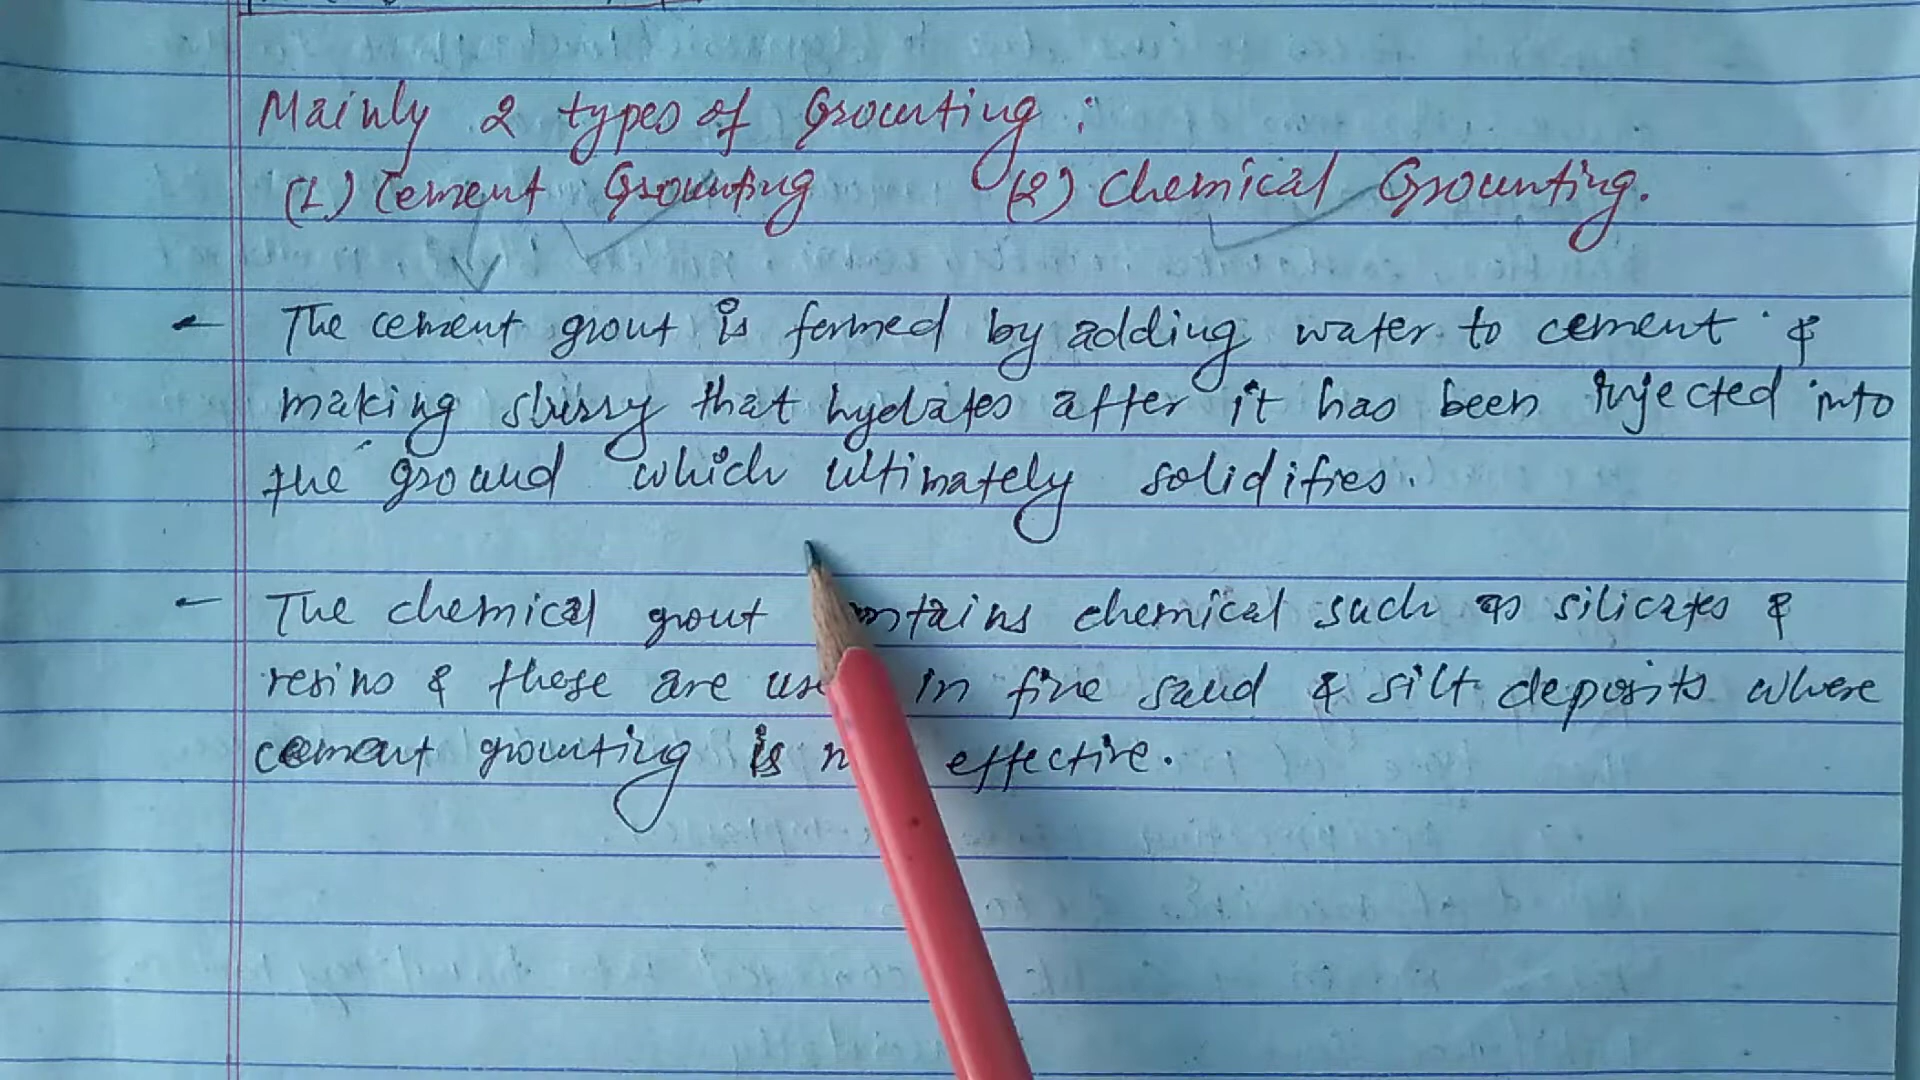 Mainly 2 types of Grouting :
(1) Cement Grouting (2) Chemical Grouting.
- The cement grout is formed by adding water to cement &
making slurry that hydrates after it has been injected into
the ground which ultimately solidifies.
- The chemical grout contains chemical such as silicates &
resins & these are used in fine sand & silt deposits where
cement grouting is effective.